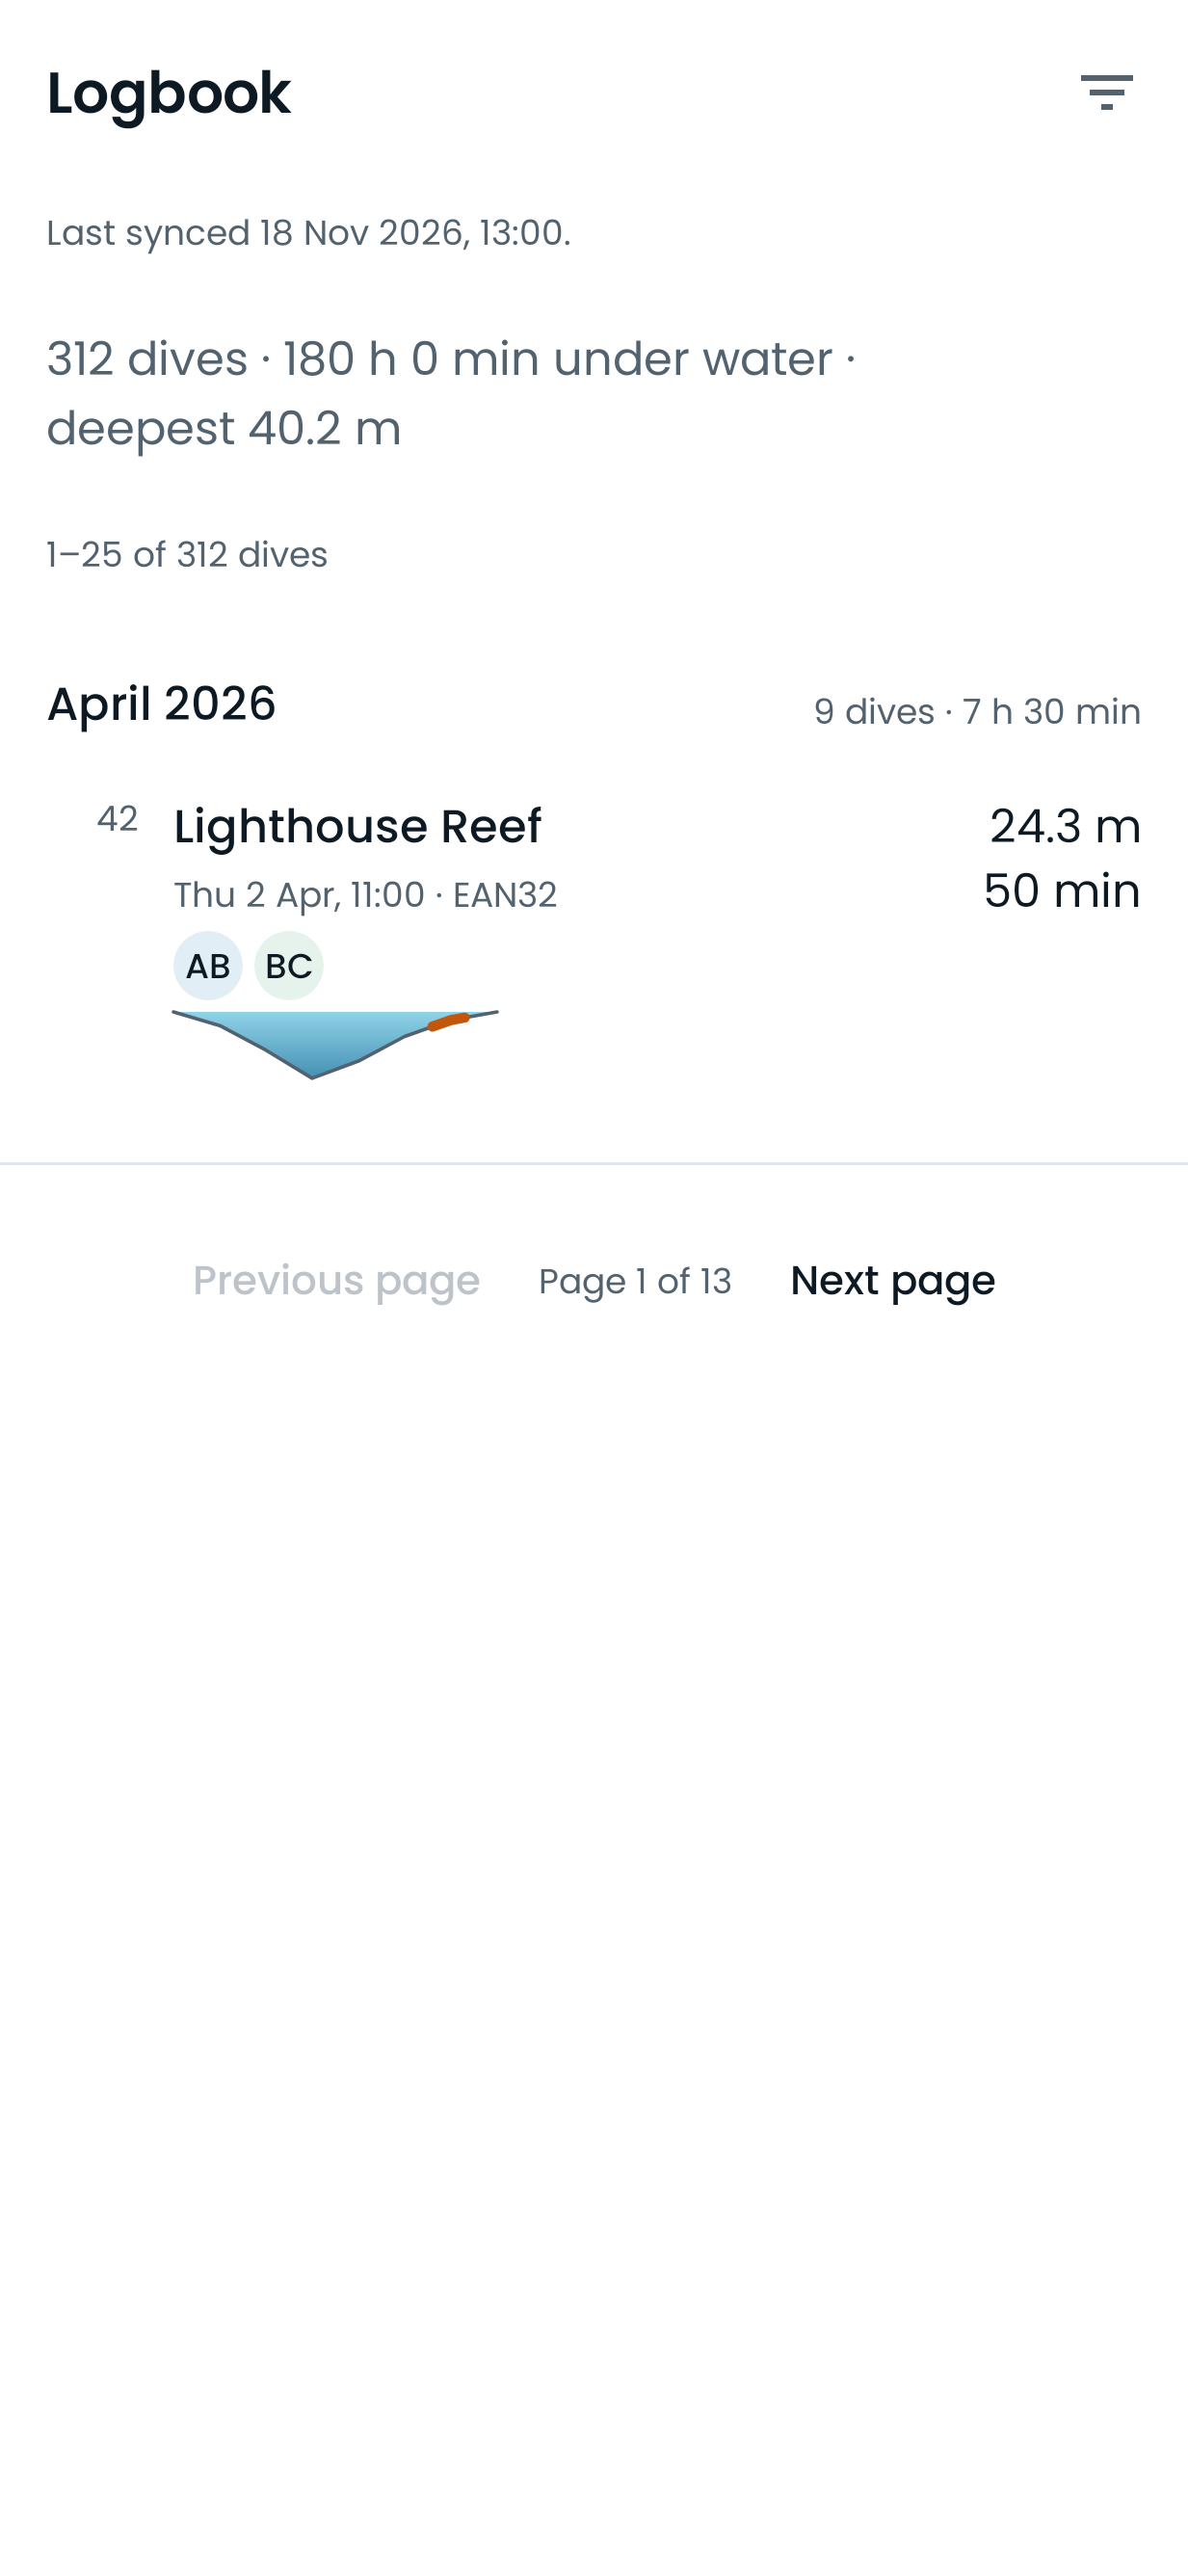 Logbook
Last synced 18 Nov 2026, 13:00.
312 dives · 180 h 0 min under water ·
deepest 40.2 m
1–25 of 312 dives
April 2026
9 dives · 7 h 30 min
42
Lighthouse Reef
24.3 m
Thu 2 Apr, 11:00 · EAN32
50 min
AB BC
Previous page
Page 1 of 13
Next page